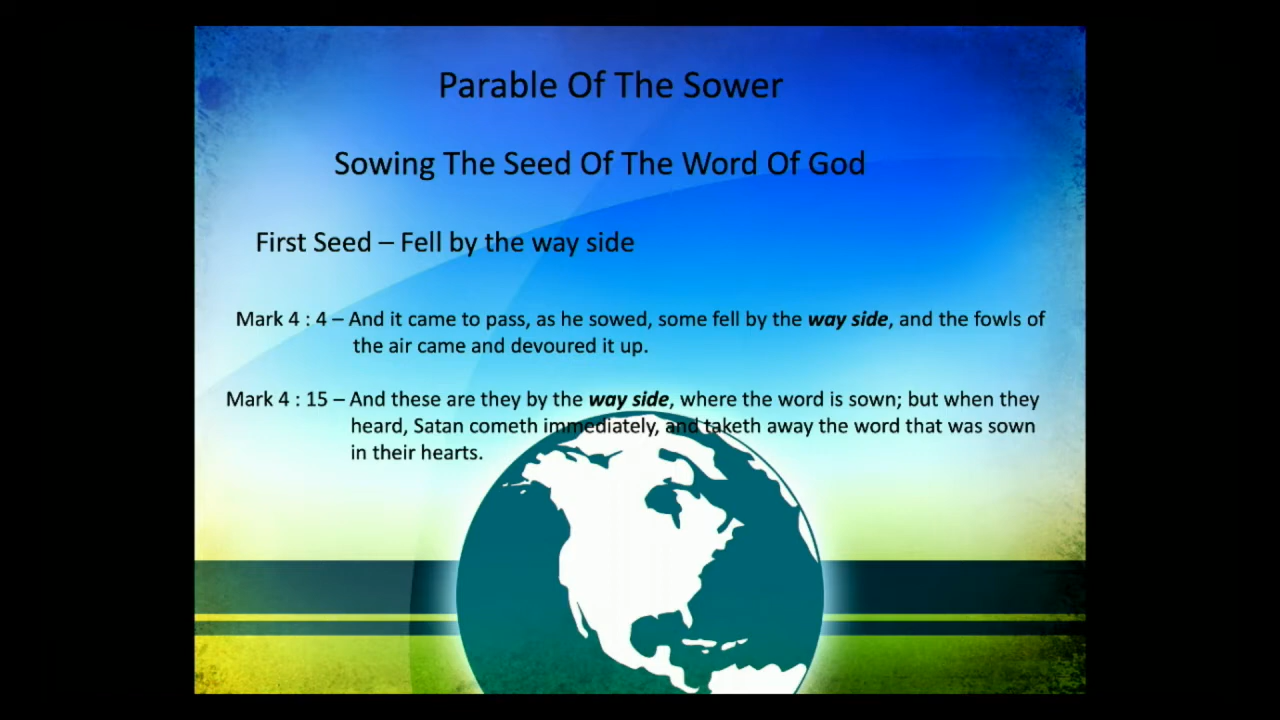 Parable Of The Sower
Sowing The Seed Of The Word Of God
First Seed – Fell by the way side
Mark 4 : 4 – And it came to pass, as he sowed, some fell by the way side, and the fowls of
the air came and devoured it up.
Mark 4 : 15 – And these are they by the way side, where the word is sown; but when they
heard, Satan cometh immediately, and taketh away the word that was sown
in their hearts.